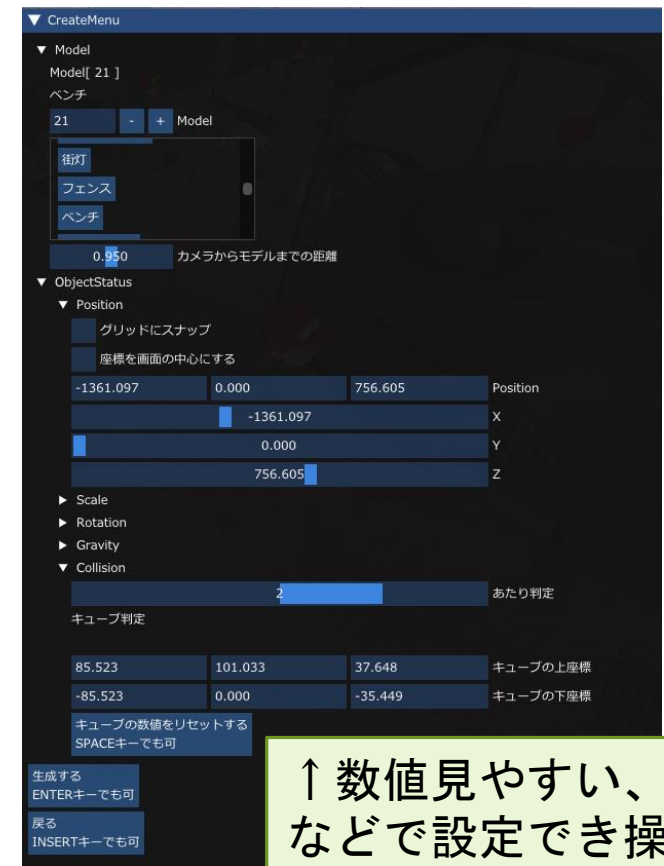 CreateMenu
Model
Model[ 21 ]
ベンチ
21 - + Model
街灯
フェンス
ベンチ
0.950 カメラからモデルまでの距離
ObjectStatus
Position
グリッドにスナップ
座標を画面の中心にする
-1361.097 0.000 756.605 Position
-1361.097 X
0.000 Y
756.605 Z
Scale
Rotation
Gravity
Collision
2 あたり判定
キューブ判定
85.523 101.033 37.648 キューブの上座標
-85.523 0.000 -35.449 キューブの下座標
キューブの数値をリセットする
SPACEキーでも可
生成する
ENTERキーでも可
戻る
INSERTキーでも可
↑数値見やすい、
などで設定でき操